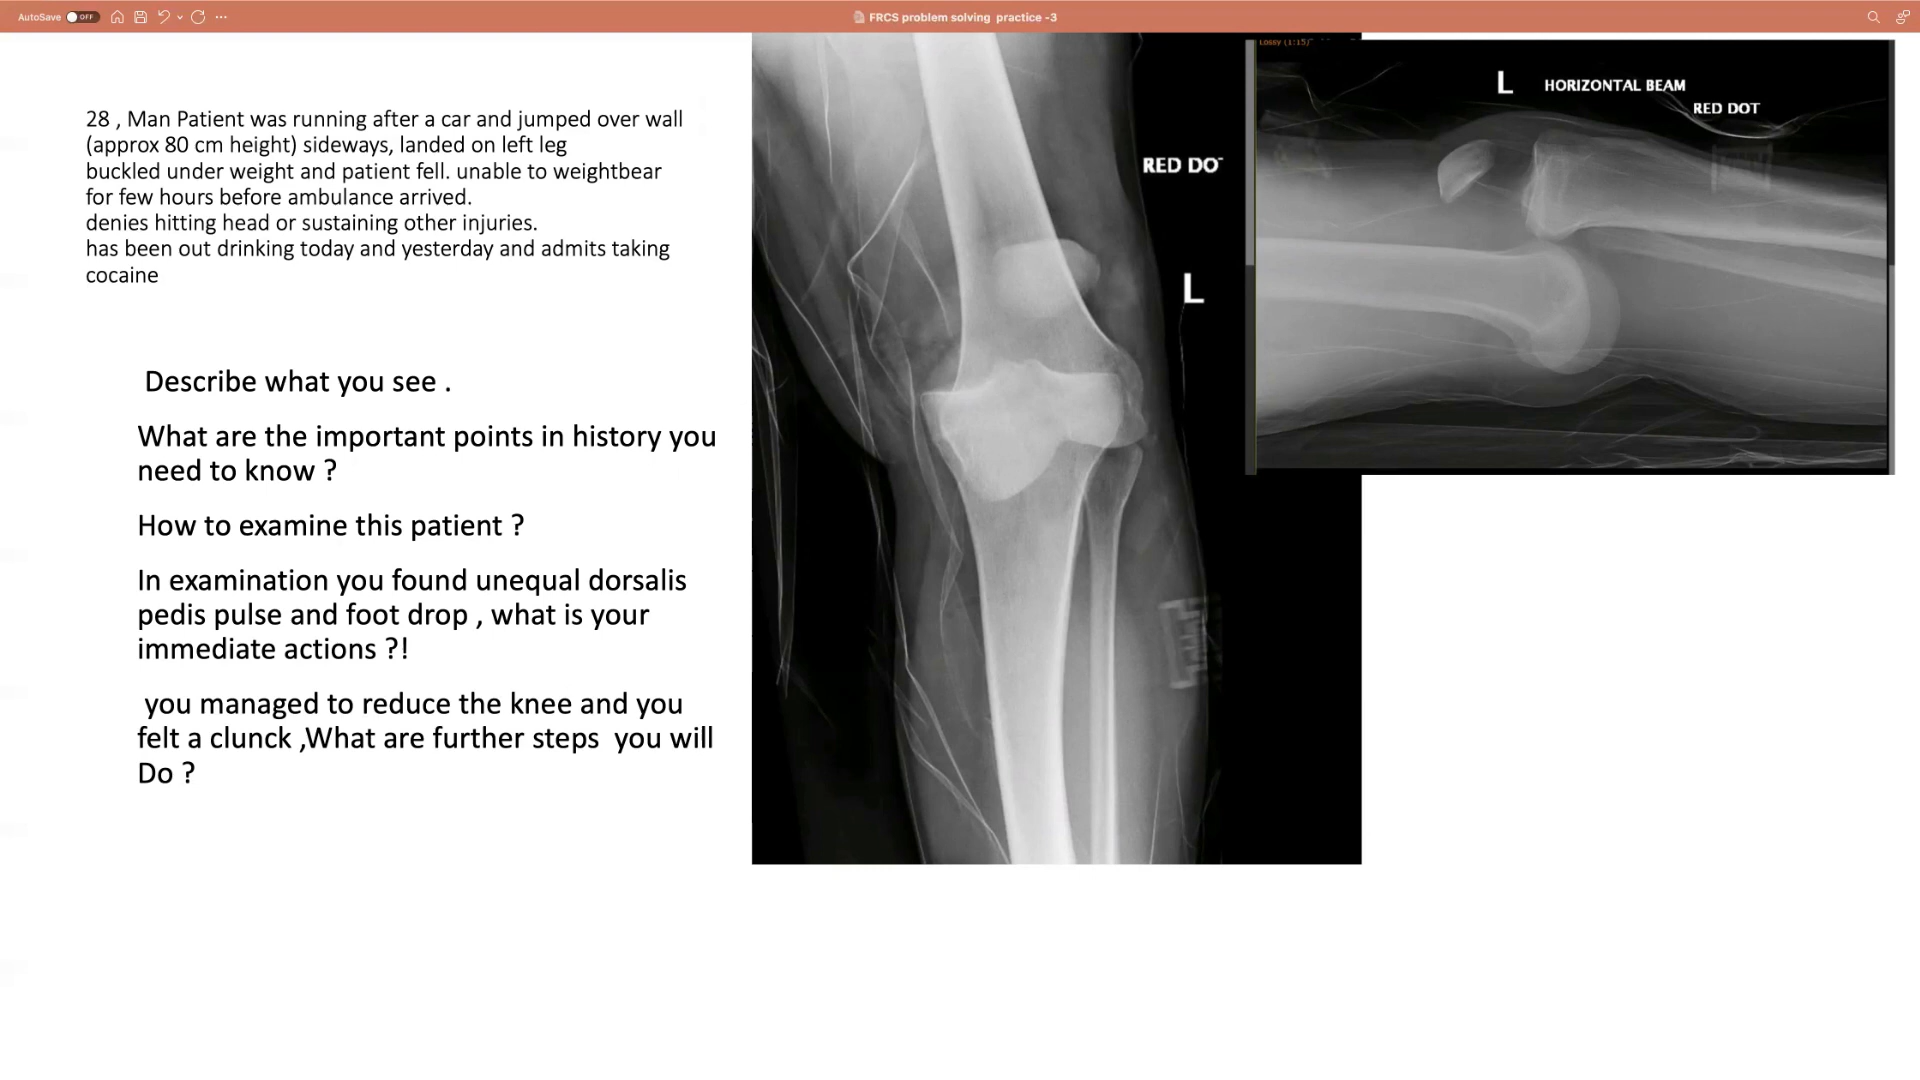 AutoSave OFF
FRCS problem solving practice -3
28 , Man Patient was running after a car and jumped over wall
(approx 80 cm height) sideways, landed on left leg
buckled under weight and patient fell. unable to weightbear
for few hours before ambulance arrived.
denies hitting head or sustaining other injuries.
has been out drinking today and yesterday and admits taking
cocaine
Describe what you see .
What are the important points in history you
need to know ?
How to examine this patient ?
In examination you found unequal dorsalis
pedis pulse and foot drop , what is your
immediate actions ?!
you managed to reduce the knee and you
felt a clunck ,What are further steps you will
Do ?
RED DO
L
Lossy (1:15)
L HORIZONTAL BEAM
RED DOT